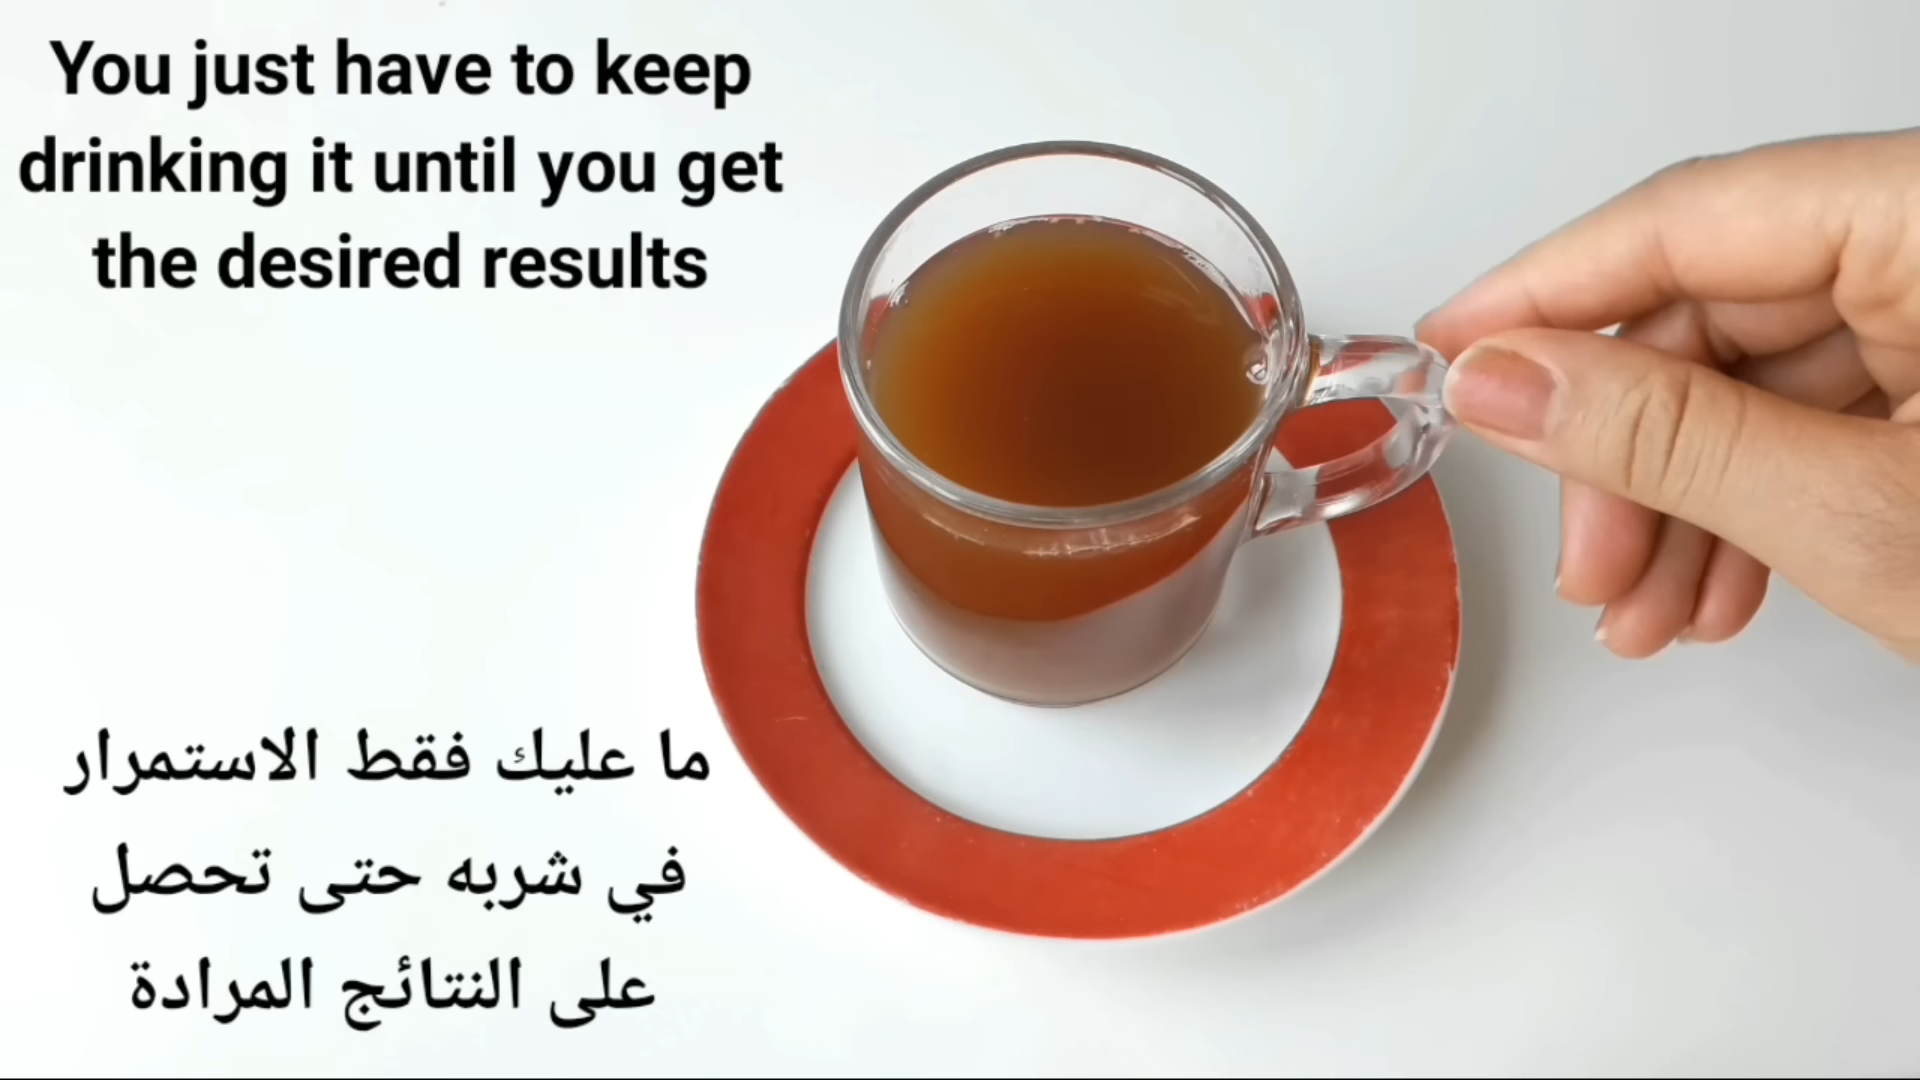 You just have to keep
drinking it until you get
the desired results
ما عليك فقط الاستمرار
في شربه حتى تحصل
على النتائج المرادة